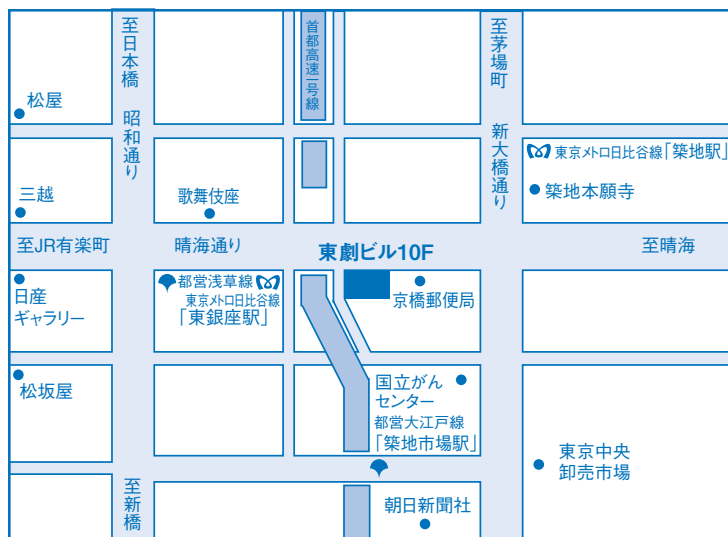 至日本橋
昭和通り
首都高速一号線
至茅場町
新大橋通り
松屋
東京メトロ日比谷線「築地駅」
三越
歌舞伎座
築地本願寺
至JR有楽町
晴海通り
東劇ビル10F
至晴海
日産
ギャラリー
都営浅草線
東京メトロ日比谷線
「東銀座駅」
京橋郵便局
松坂屋
国立がん
センター
都営大江戸線
「築地市場駅」
東京中央
卸売市場
至新橋
朝日新聞社